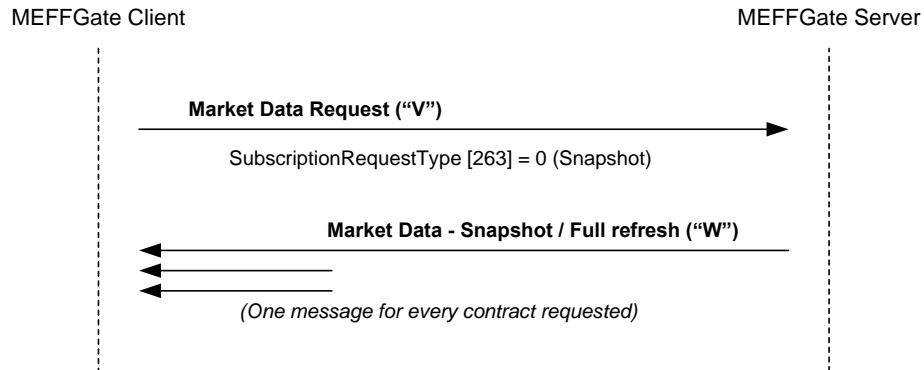 MEFFGate Client
MEFFGate Server
Market Data Request (“V”)
SubscriptionRequestType [263] = 0 (Snapshot)
Market Data - Snapshot / Full refresh (“W”)
(One message for every contract requested)